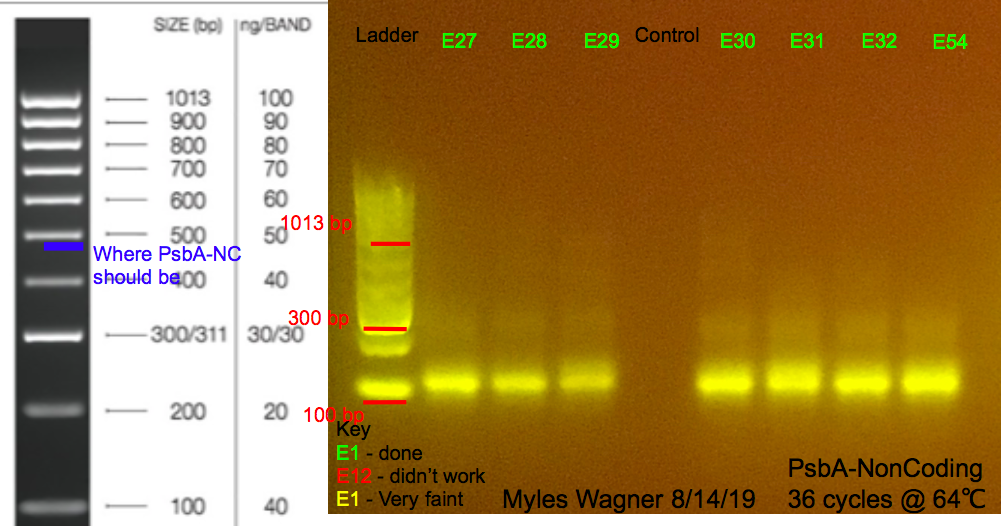 SIZE (bp) ng/BAND
1013 100
900 90
800 80
700 70
600 60
500 50
Where PsbA-NC
should be
400 40
300/311 30/30
200 20
100 40
Ladder E27 E28 E29 Control E30 E31 E32 E54
1013 bp
300 bp
100 bp
Key
E1 - done
E12 - didn't work
E1 - Very faint
Myles Wagner 8/14/19
PsbA-NonCoding
36 cycles @ 64℃